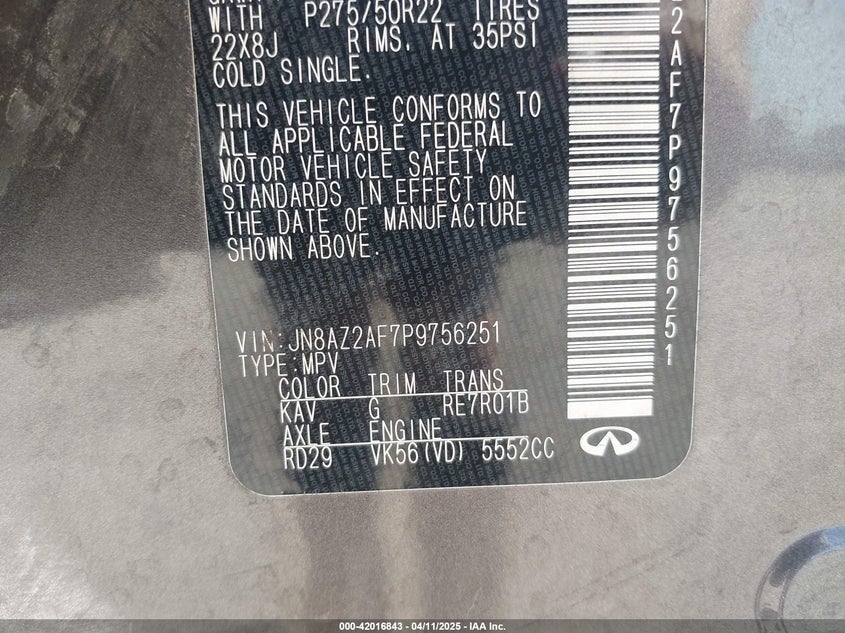 WITH P275/50R22 TIRES
22X8J RIMS. AT 35PSI
COLD SINGLE.
THIS VEHICLE CONFORMS TO
ALL APPLICABLE FEDERAL
MOTOR VEHICLE SAFETY
STANDARDS IN EFFECT ON
THE DATE OF MANUFACTURE
SHOWN ABOVE.
VIN:JN8AZ2AF7P9756251
TYPE:MPV
COLOR TRIM TRANS
KAV G RE7R01B
AXLE ENGINE
RD29 VK56(VD) 5552CC
2AF7P9756251
000-42016843 - 04/11/2025 - IAA Inc.